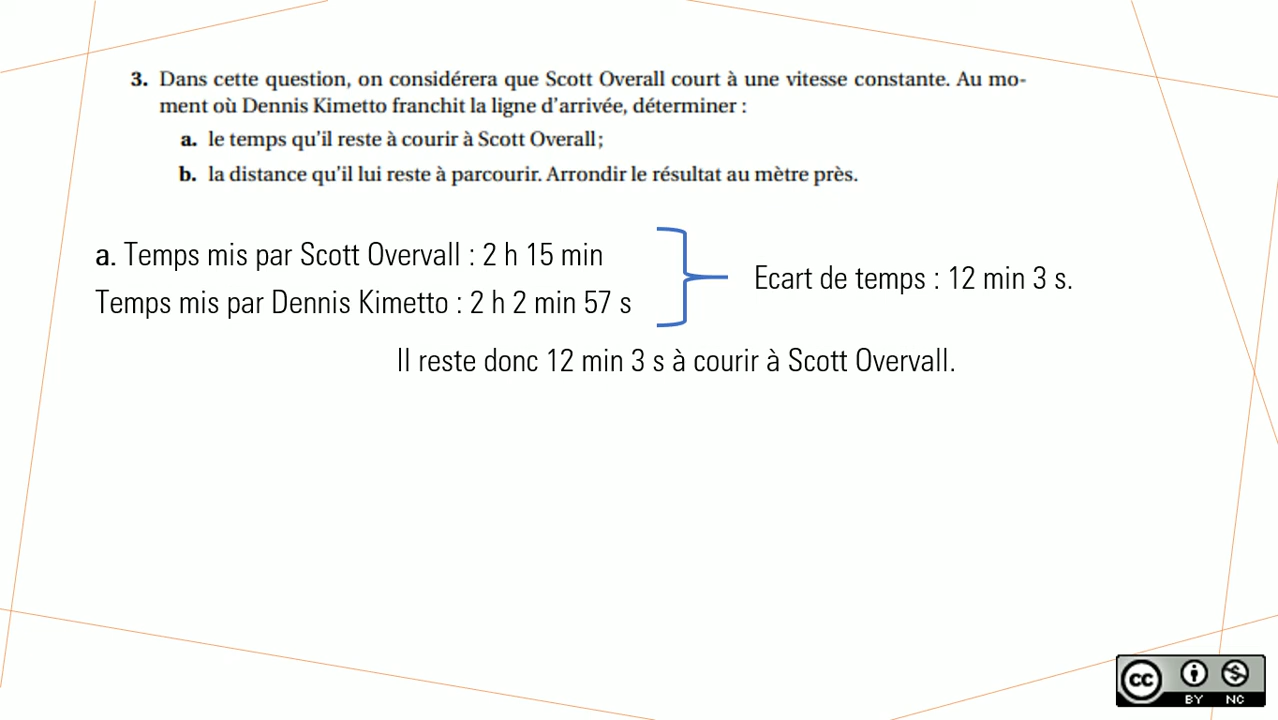 3. Dans cette question, on considérera que Scott Overall court à une vitesse constante. Au mo-
ment où Dennis Kimetto franchit la ligne d'arrivée, déterminer :
a. le temps qu'il reste à courir à Scott Overall;
b. la distance qu'il lui reste à parcourir. Arrondir le résultat au mètre près.
a. Temps mis par Scott Overvall : 2 h 15 min
Temps mis par Dennis Kimetto : 2 h 2 min 57 s
Ecart de temps : 12 min 3 s.
Il reste donc 12 min 3 s à courir à Scott Overvall.
cc
BY NC